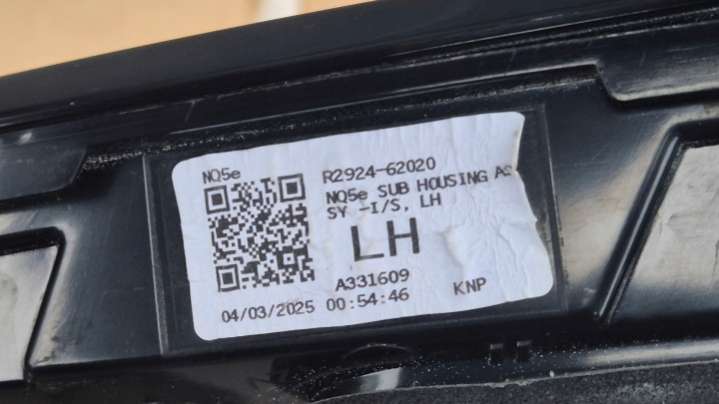 NQ5e
R2924-62020
NQ5e SUB HOUSING AS
SY -I/S, LH
LH
A331609
04/03/2025 00:54:46 KNP